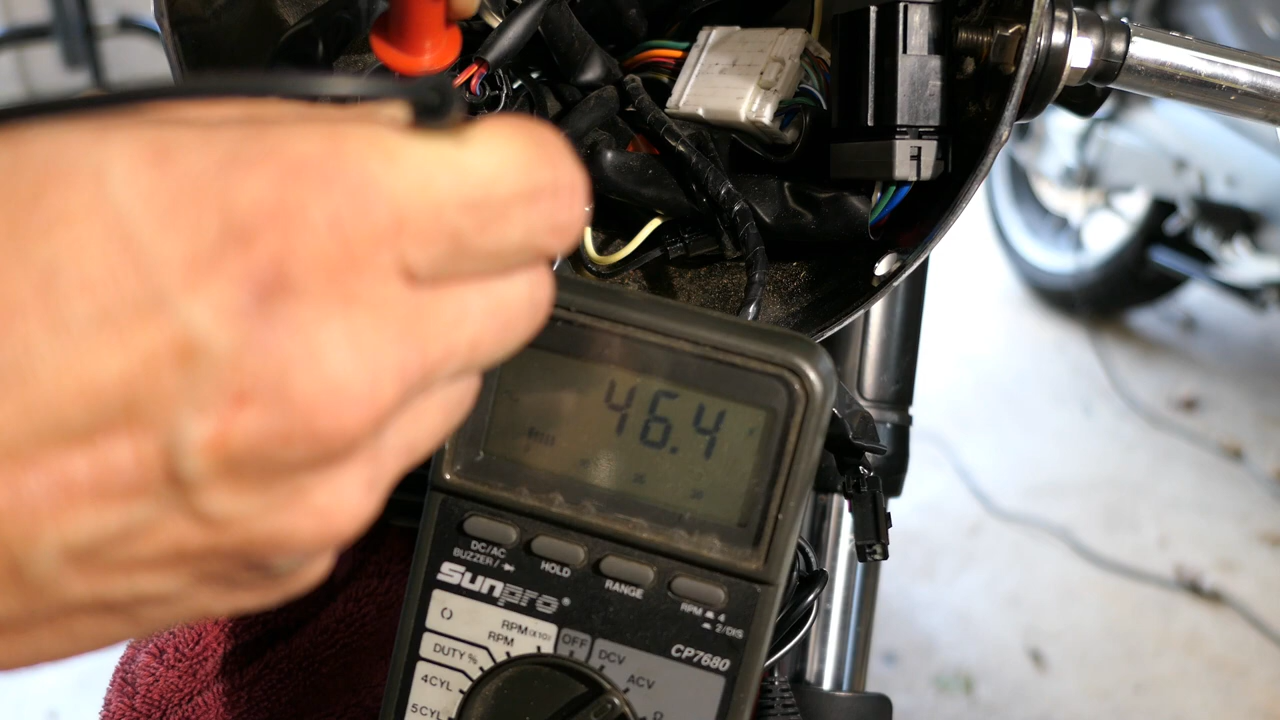 46.4
DC/AC
BUZZER/
HOLD
RANGE
RPM 4
2/DIS
Sunpro®
CP7680
RPM(x10)
RPM
OFF
DCV
ACV
Ω
DUTY %
4CYL
5CYL